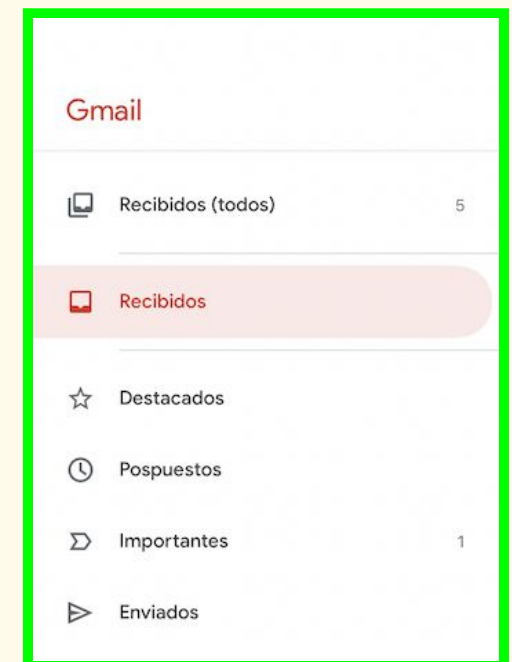 Gmail
Recibidos (todos) 5
Recibidos
Destacados
Pospuestos
Importantes 1
Enviados